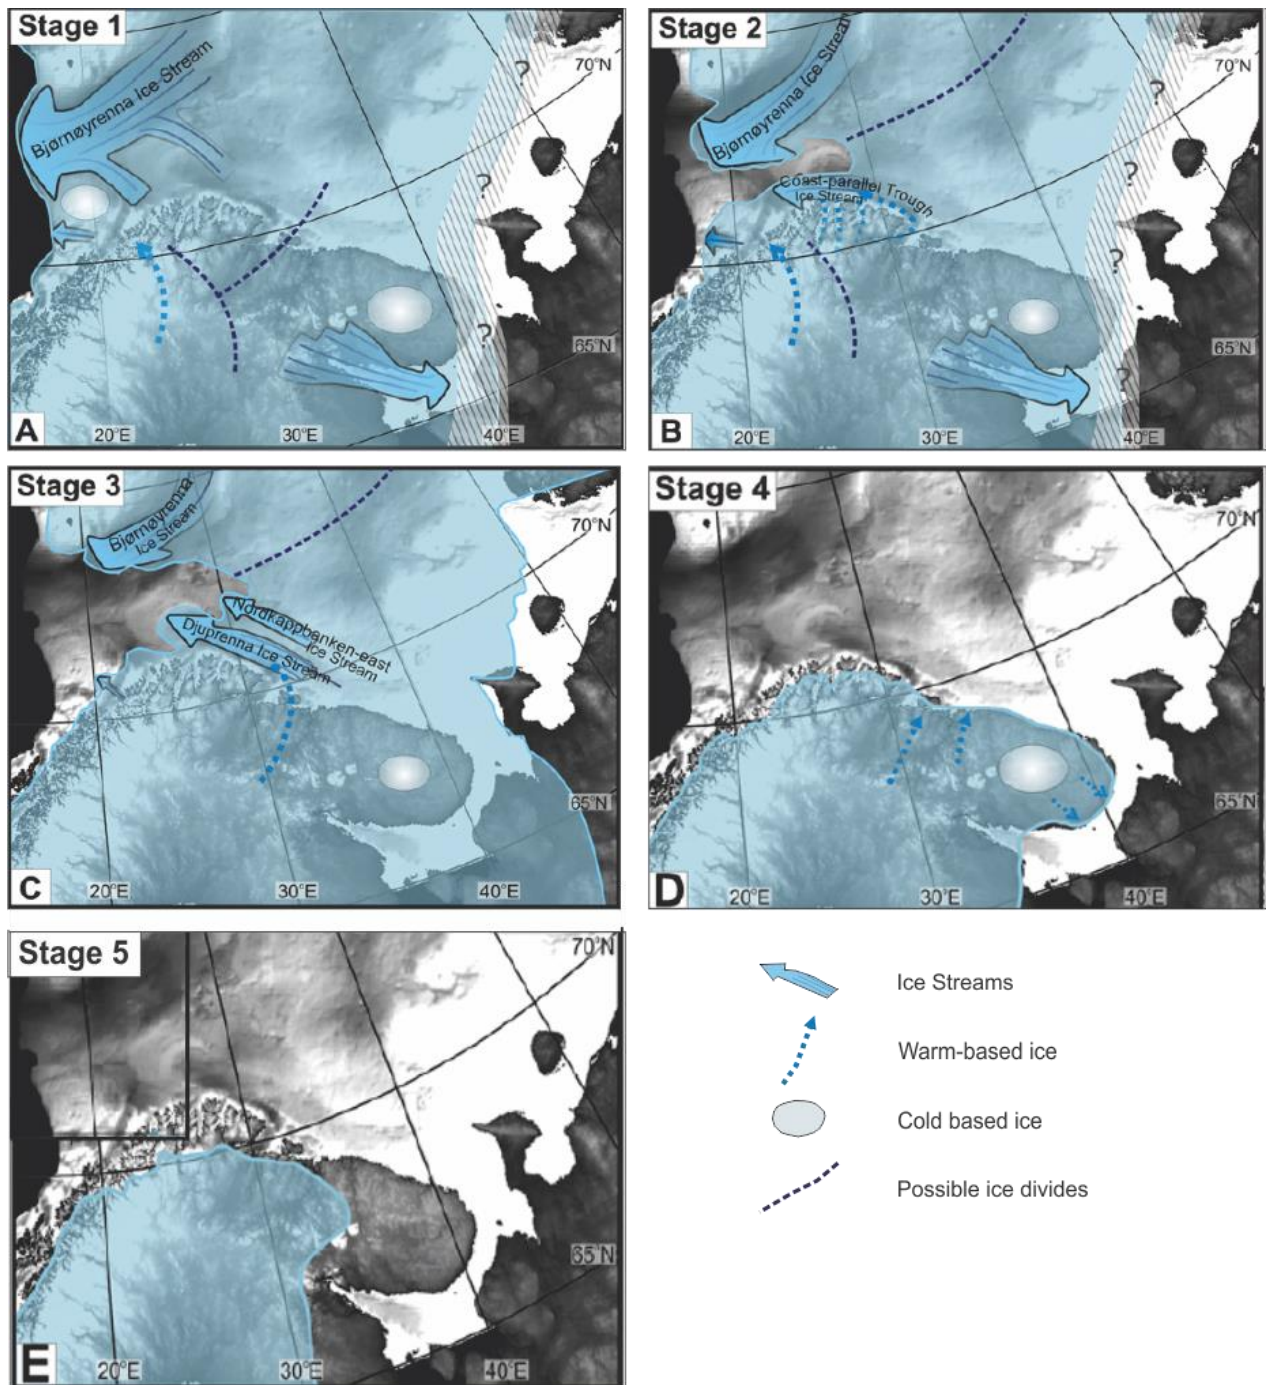 Stage 1
Bjørnøyrenna Ice Stream
?
?
?
70°N
65°N
A
20°E
30°E
40°E
Stage 2
Bjørnøyrenna Ice Stream
Coast-parallel Trough
Ice Stream
?
?
?
?
70°N
65°N
B
20°E
30°E
40°E
Stage 3
Bjørnøyrenna
Ice Stream
Nordkappbanken-east
Ice Stream
Djuprenna Ice Stream
70°N
65°N
C
20°E
30°E
40°E
Stage 4
70°N
65°N
D
20°E
30°E
40°E
Stage 5
70°N
65°N
E
20°E
30°E
40°E
Ice Streams
Warm-based ice
Cold based ice
Possible ice divides